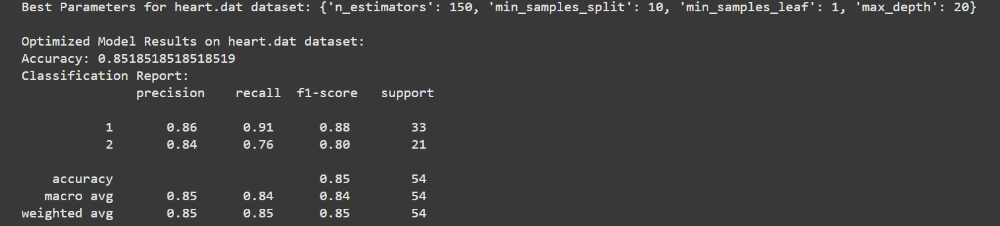 Best Parameters for heart.dat dataset: {'n_estimators': 150, 'min_samples_split': 10, 'min_samples_leaf': 1, 'max_depth': 20}
Optimized Model Results on heart.dat dataset:
Accuracy: 0.8518518518518519
Classification Report:
precision recall f1-score support
1 0.86 0.91 0.88 33
2 0.84 0.76 0.80 21
accuracy 0.85 54
macro avg 0.85 0.84 0.84 54
weighted avg 0.85 0.85 0.85 54